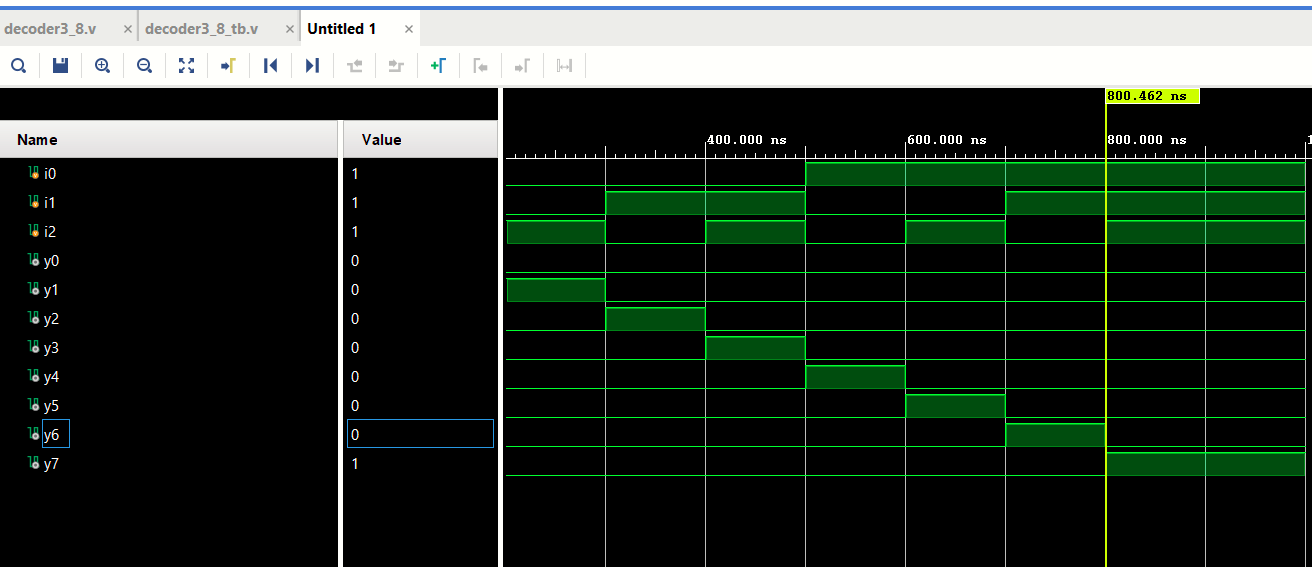 decoder3_8.v × decoder3_8_tb.v × Untitled 1 ×
800.462 ns
Name Value 400.000 ns 600.000 ns 800.000 ns 1
i0 1
i1 1
i2 1
y0 0
y1 0
y2 0
y3 0
y4 0
y5 0
y6 0
y7 1